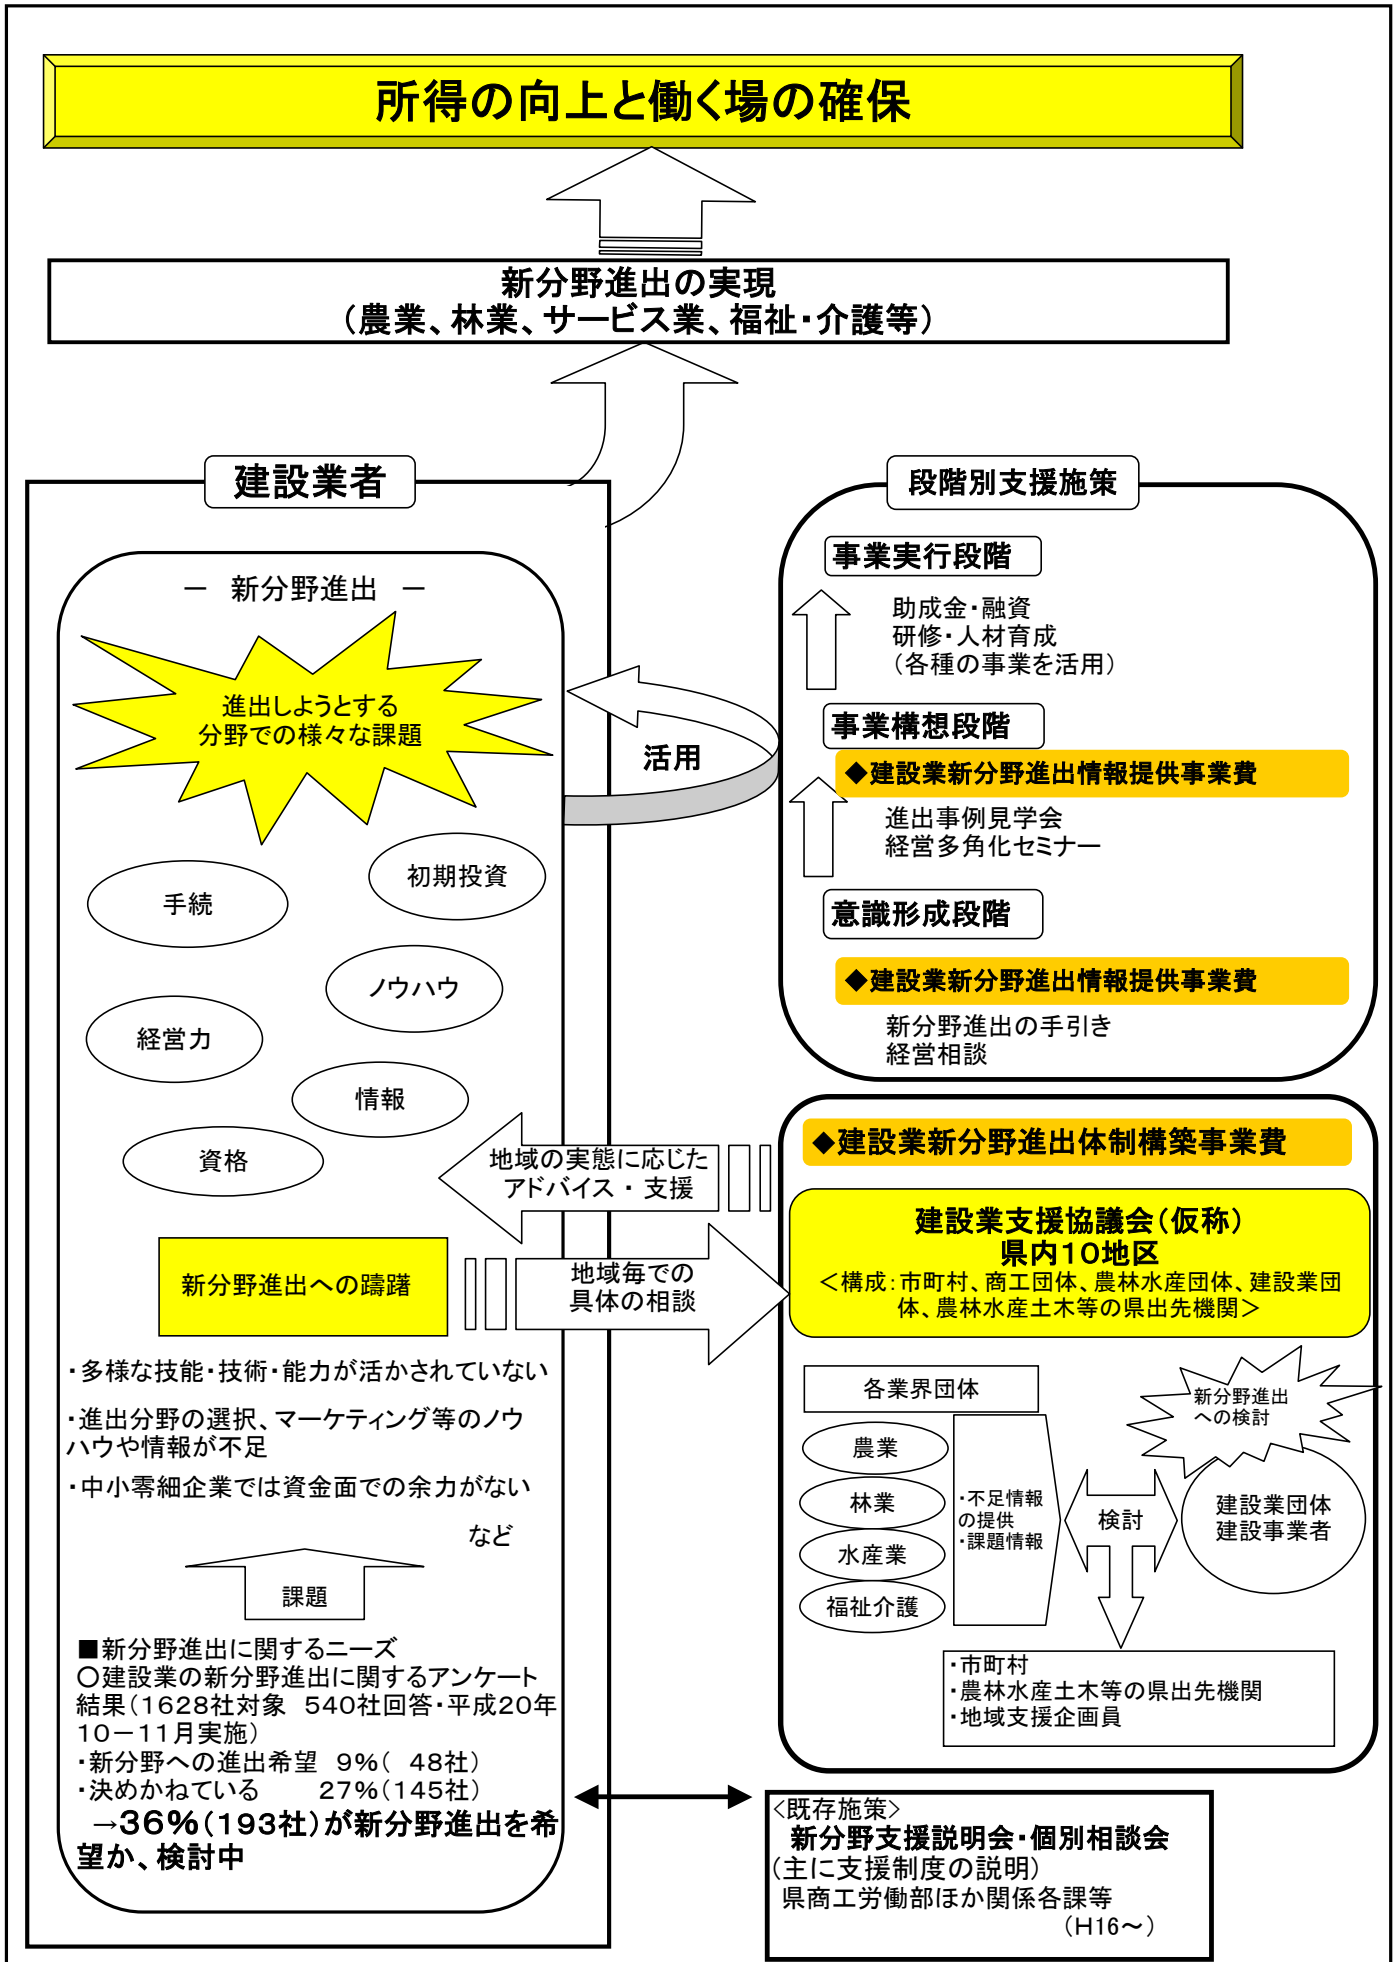 所得の向上と働く場の確保
新分野進出の実現
（農業、林業、サービス業、福祉・介護等）
建設業者
― 新分野進出 ―
進出しようとする
分野での様々な課題
手続
初期投資
ノウハウ
経営力
情報
資格
新分野進出への躊躇
・多様な技能・技術・能力が活かされていない
・進出分野の選択、マーケティング等のノウ
ハウや情報が不足
・中小零細企業では資金面での余力がない
など
課題
■新分野進出に関するニーズ
○建設業の新分野進出に関するアンケート
結果（１６２８社対象　５４０社回答・平成２０年
１０－１１月実施）
・新分野への進出希望　９％（　４８社）
・決めかねている　　２７％（１４５社）
→３６％（１９３社）が新分野進出を希
望か、検討中
活用
段階別支援施策
事業実行段階
助成金・融資
研修・人材育成
（各種の事業を活用）
事業構想段階
◆建設業新分野進出情報提供事業費
進出事例見学会
経営多角化セミナー
意識形成段階
◆建設業新分野進出情報提供事業費
新分野進出の手引き
経営相談
地域の実態に応じた
アドバイス ・ 支援
地域毎での
具体の相談
◆建設業新分野進出体制構築事業費
建設業支援協議会（仮称）
県内１０地区
＜構成：市町村、商工団体、農林水産団体、建設業団
体、農林水産土木等の県出先機関＞
各業界団体
農業
林業
水産業
福祉介護
・不足情報
の提供
・課題情報
検討
新分野進出
への検討
建設業団体
建設事業者
・市町村
・農林水産土木等の県出先機関
・地域支援企画員
＜既存施策＞
新分野支援説明会・個別相談会
（主に支援制度の説明）
県商工労働部ほか関係各課等
（H16～）